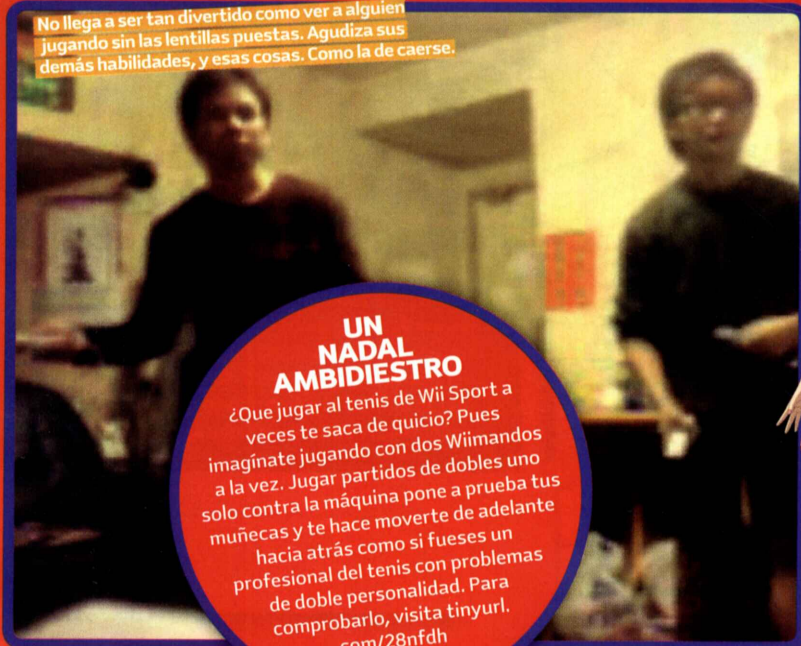 No llega a ser tan divertido como ver a alguien
jugando sin las lentillas puestas. Agudiza sus
demás habilidades, y esas cosas. Como la de caerse.
UN
NADAL
AMBIDIESTRO
¿Que jugar al tenis de Wii Sport a
veces te saca de quicio? Pues
imagínate jugando con dos Wiimandos
a la vez. Jugar partidos de dobles uno
solo contra la máquina pone a prueba tus
muñecas y te hace moverte de adelante
hacia atrás como si fueses un
profesional del tenis con problemas
de doble personalidad. Para
comprobarlo, visita tinyurl.
com/28nfdh